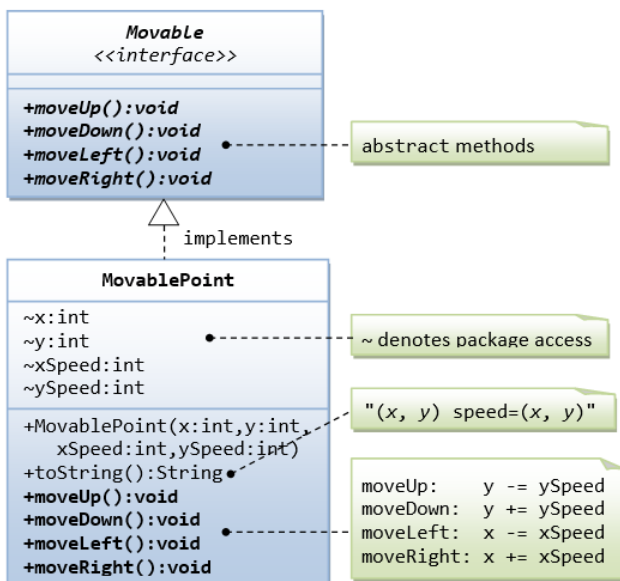 Movable
<<interface>>
+moveUp():void
+moveDown():void
+moveLeft():void
+moveRight():void
abstract methods
implements
MovablePoint
~x:int
~y:int
~xSpeed:int
~ySpeed:int
~ denotes package access
+MovablePoint(x:int,y:int,
xSpeed:int,ySpeed:int)
+toString():String
+moveUp():void
+moveDown():void
+moveLeft():void
+moveRight():void
"(x, y) speed=(x, y)"
moveUp: y -= ySpeed
moveDown: y += ySpeed
moveLeft: x -= xSpeed
moveRight: x += xSpeed